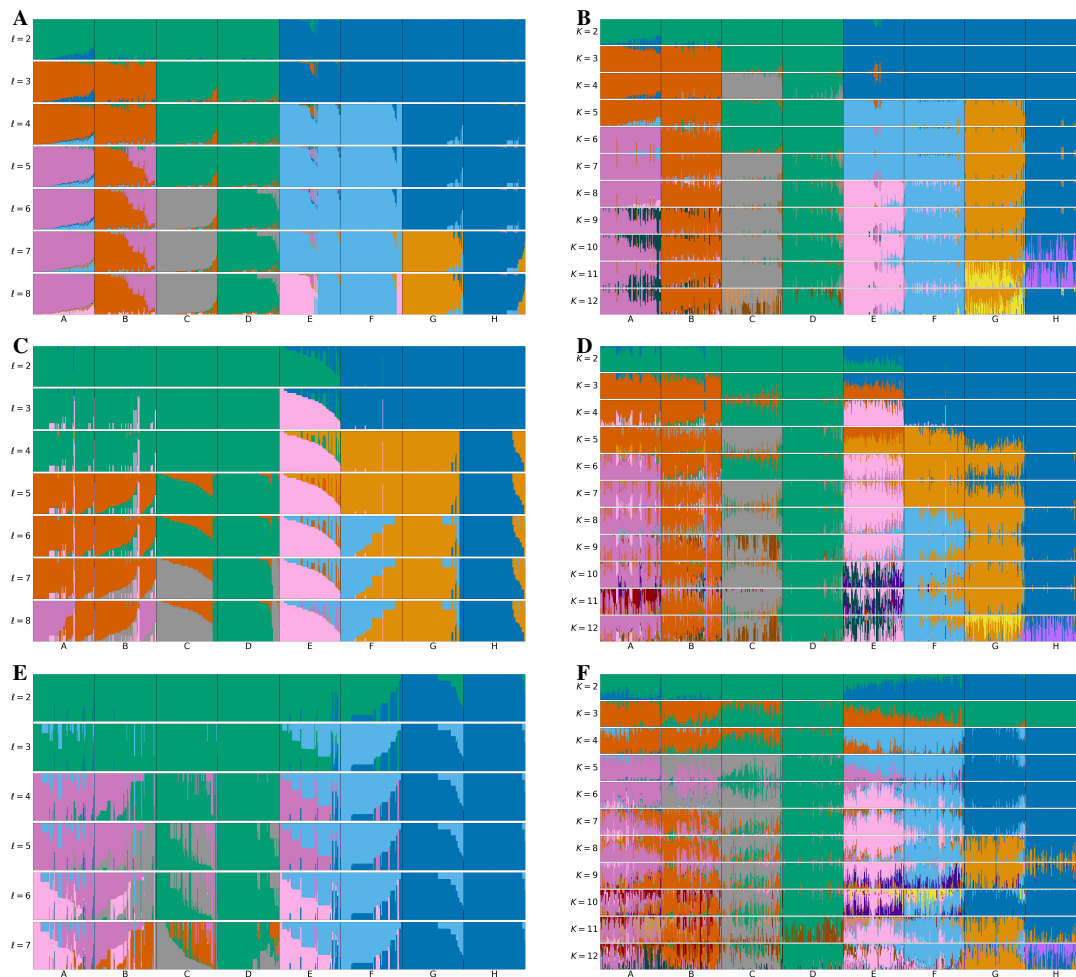 A
ℓ = 2
ℓ = 3
ℓ = 4
ℓ = 5
ℓ = 6
ℓ = 7
ℓ = 8
A B C D E F G H
B
K = 2
K = 3
K = 4
K = 5
K = 6
K = 7
K = 8
K = 9
K = 10
K = 11
K = 12
A B C D E F G H
C
ℓ = 2
ℓ = 3
ℓ = 4
ℓ = 5
ℓ = 6
ℓ = 7
ℓ = 8
A B C D E F G H
D
K = 2
K = 3
K = 4
K = 5
K = 6
K = 7
K = 8
K = 9
K = 10
K = 11
K = 12
A B C D E F G H
E
ℓ = 2
ℓ = 3
ℓ = 4
ℓ = 5
ℓ = 6
ℓ = 7
A B C D E F G H
F
K = 2
K = 3
K = 4
K = 5
K = 6
K = 7
K = 8
K = 9
K = 10
K = 11
K = 12
A B C D E F G H